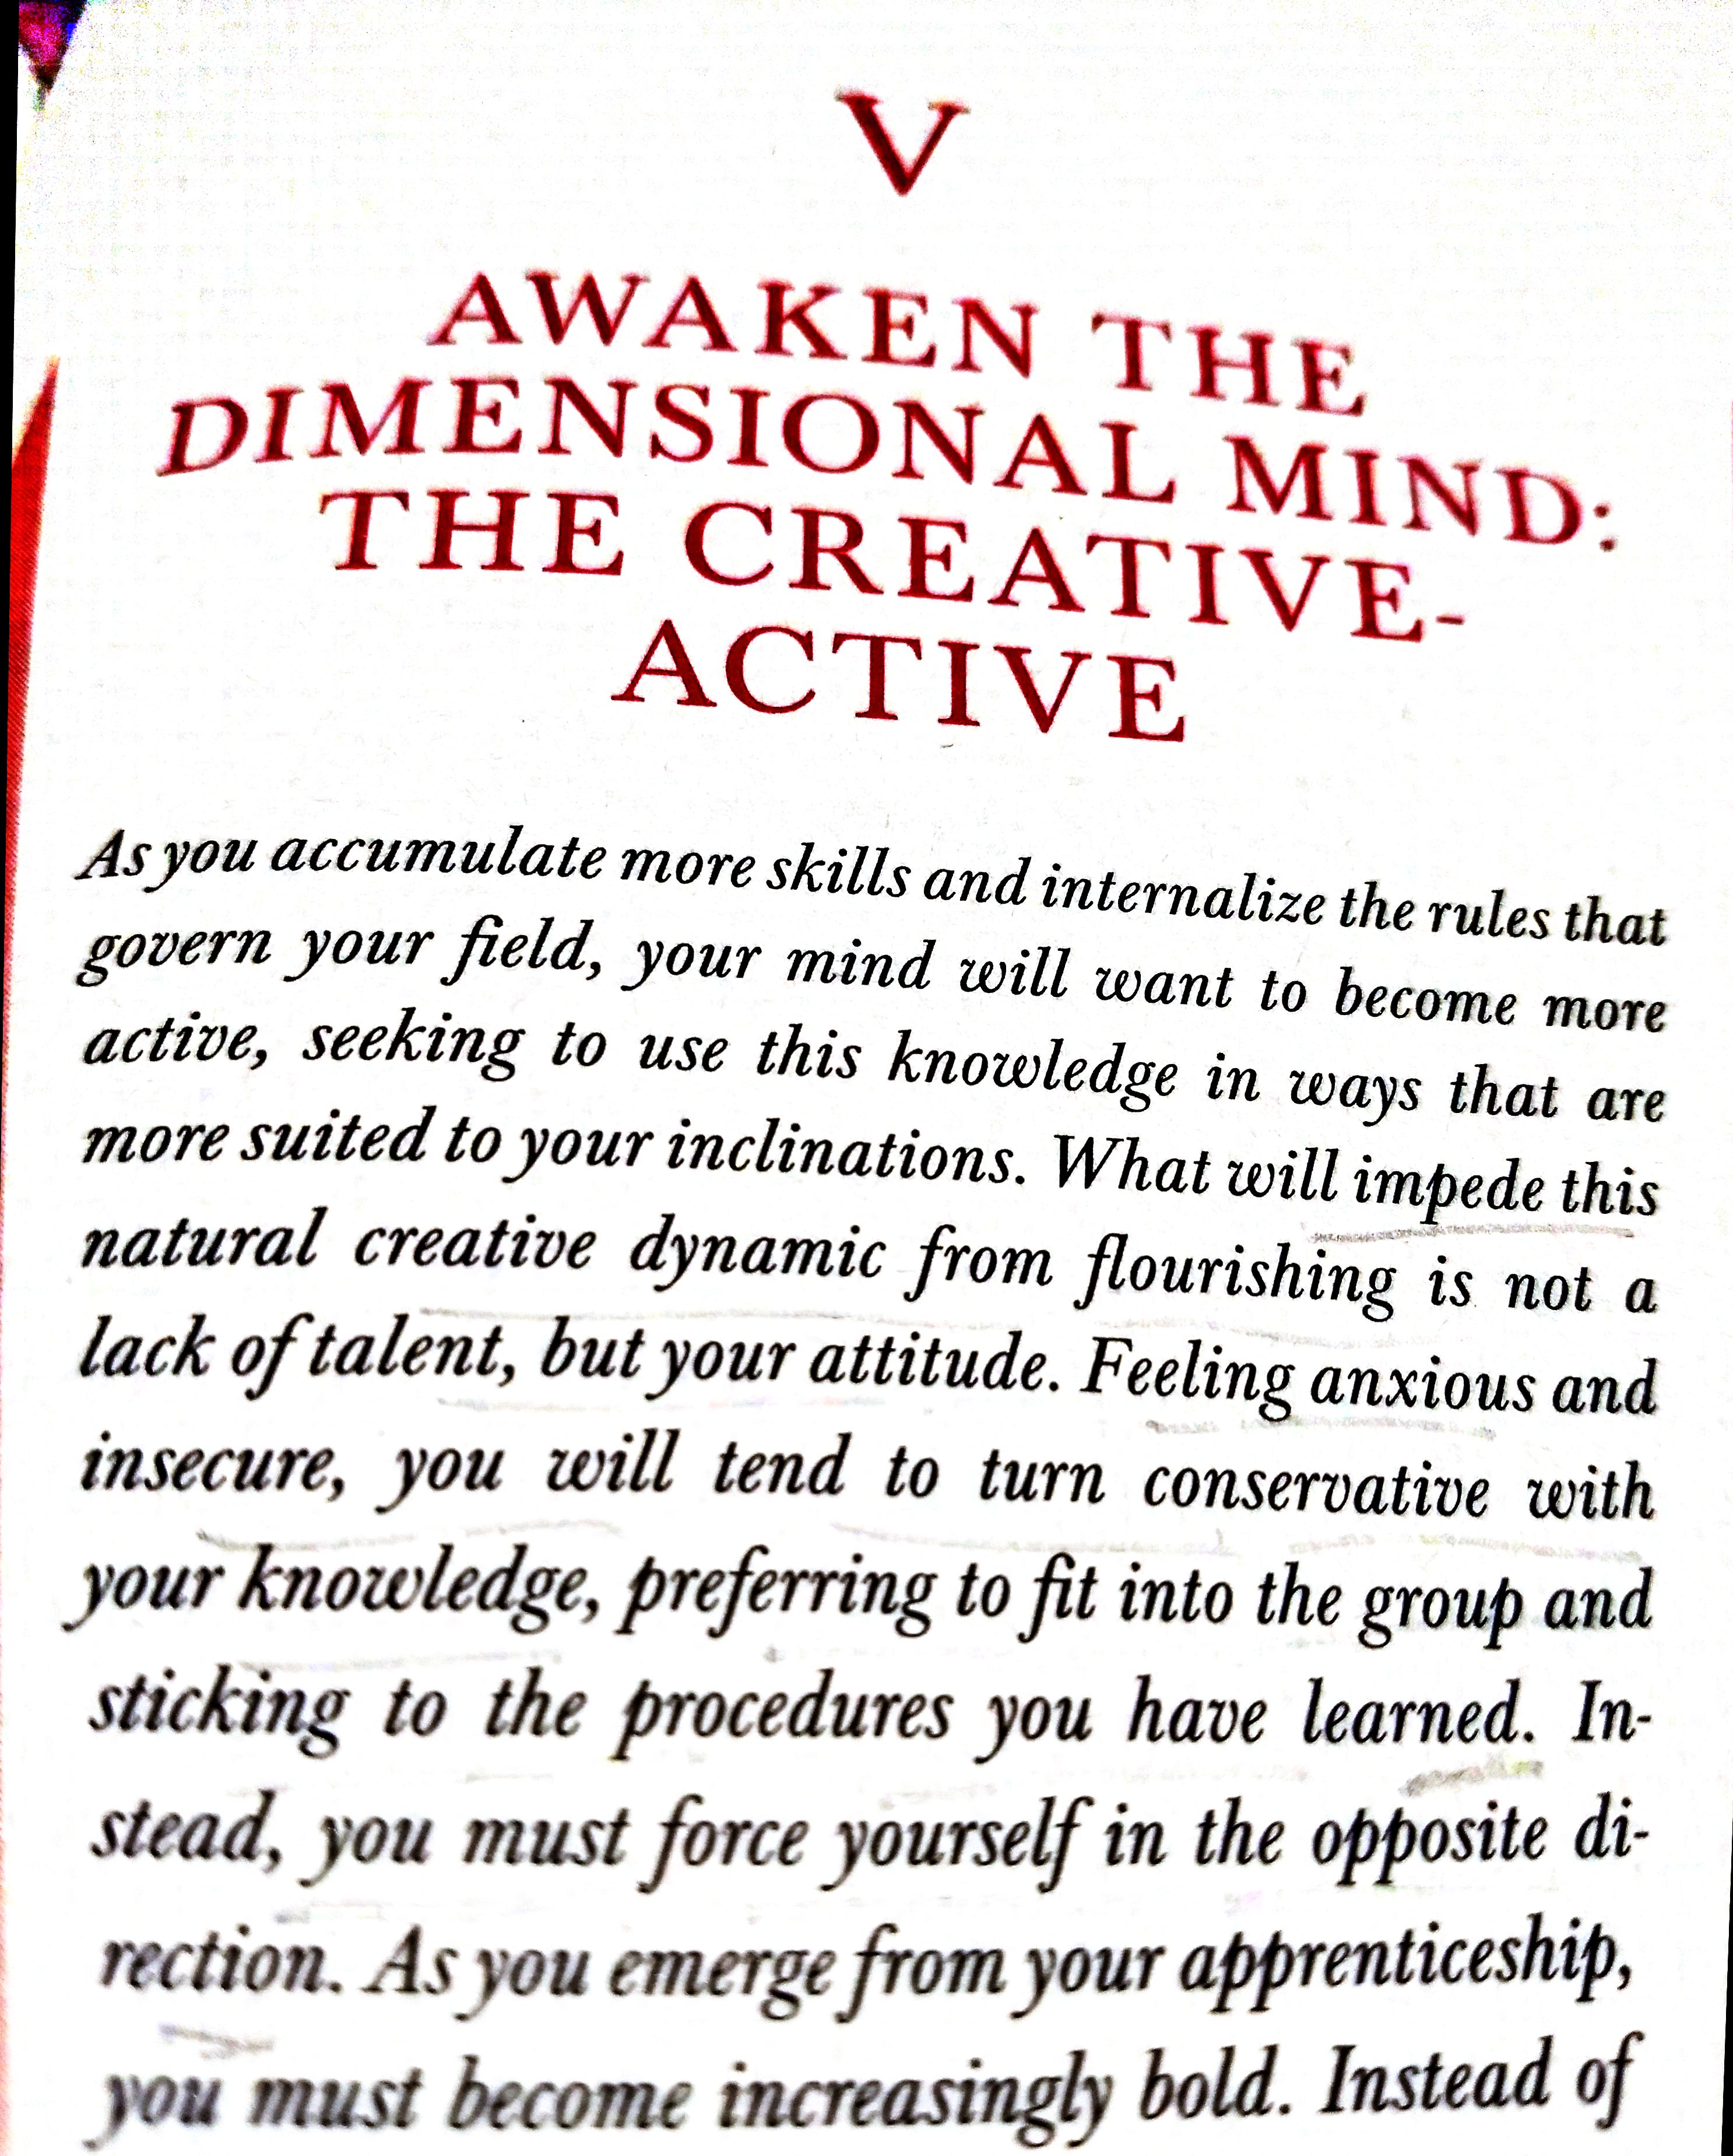 V
AWAKEN THE
DIMENSIONAL MIND:
THE CREATIVE-
ACTIVE
As you accumulate more skills and internalize the rules that
govern your field, your mind will want to become more
active, seeking to use this knowledge in ways that are
more suited to your inclinations. What will impede this
natural creative dynamic from flourishing is not a
lack of talent, but your attitude. Feeling anxious and
insecure, you will tend to turn conservative with
your knowledge, preferring to fit into the group and
sticking to the procedures you have learned. In-
stead, you must force yourself in the opposite di-
rection. As you emerge from your apprenticeship,
you must become increasingly bold. Instead of